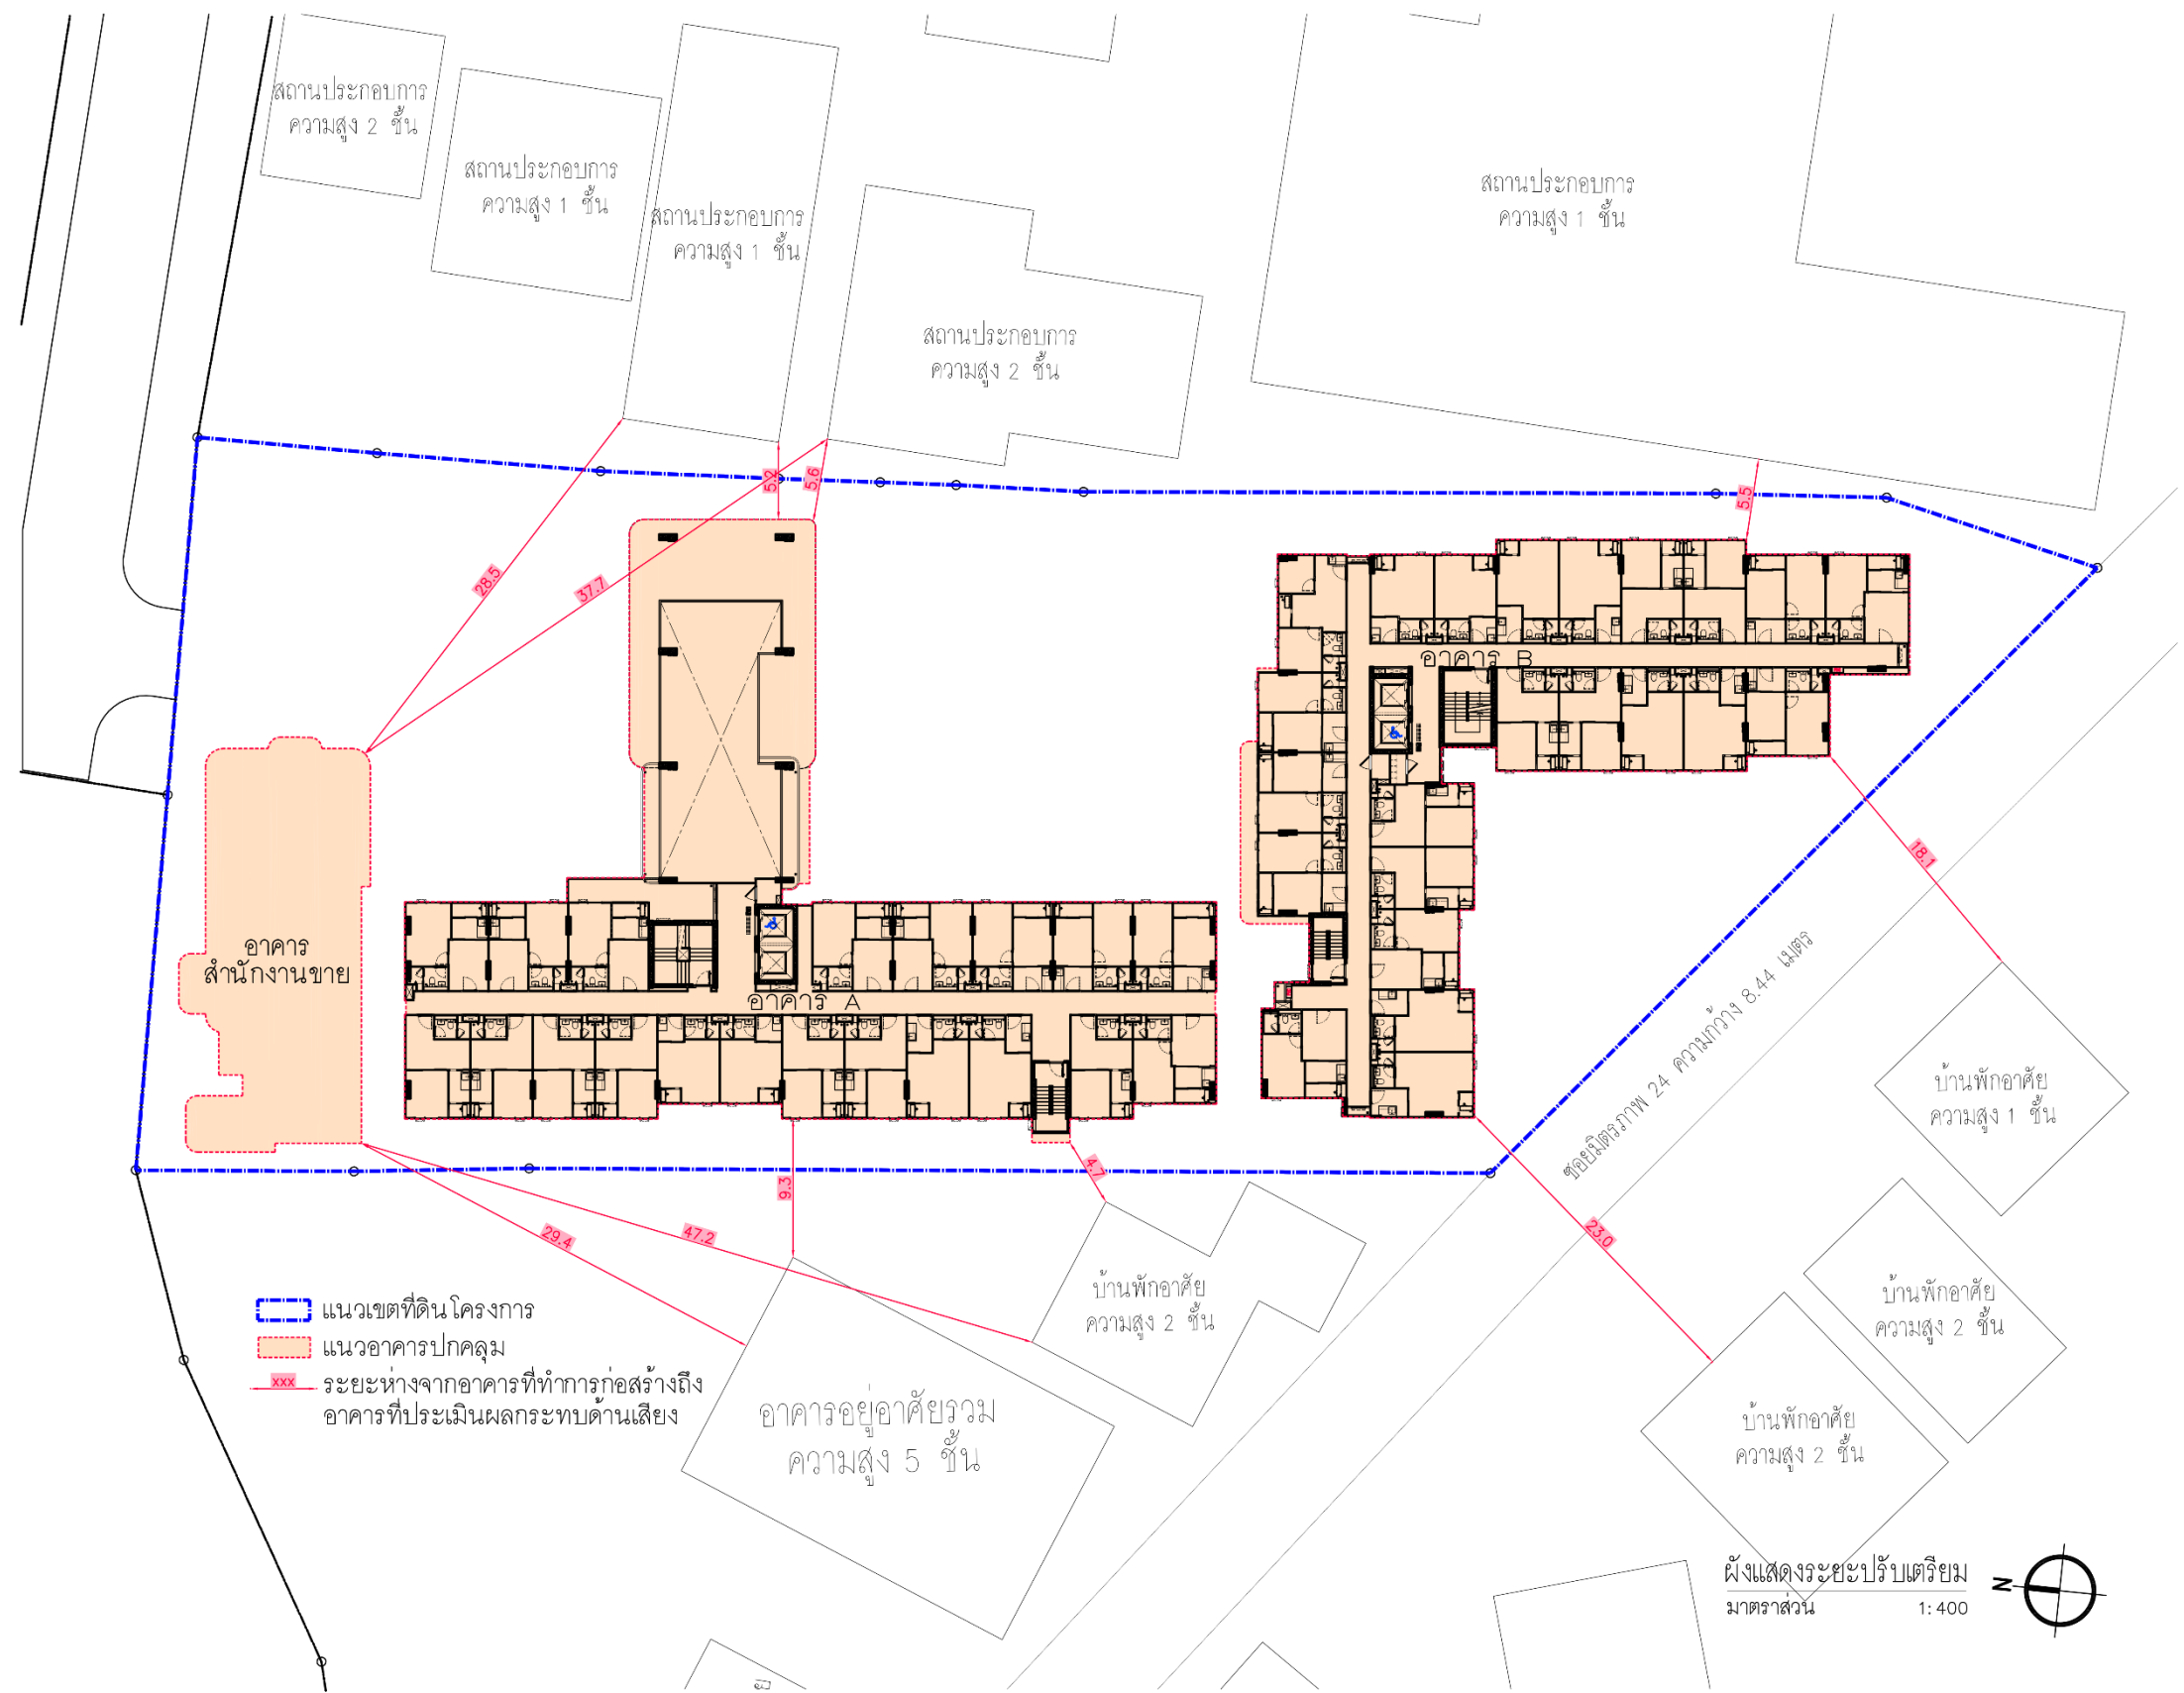 สถานประกอบการ
ความสูง 2 ชั้น
สถานประกอบการ
ความสูง 1 ชั้น
สถานประกอบการ
ความสูง 1 ชั้น
สถานประกอบการ
ความสูง 1 ชั้น
สถานประกอบการ
ความสูง 2 ชั้น
5.2
5.6
5.5
28.5
37.7
อาคาร B
18.1
อาคาร
สำนักงานขาย
อาคาร A
ซอยมิตรภาพ 24 ความกว้าง 8.44 เมตร
บ้านพักอาศัย
ความสูง 1 ชั้น
4.7
9.3
29.4
47.2
23.0
บ้านพักอาศัย
ความสูง 2 ชั้น
บ้านพักอาศัย
ความสูง 2 ชั้น
แนวเขตที่ดินโครงการ
แนวอาคารปกคลุม
xxx ระยะห่างจากอาคารที่ทำการก่อสร้างถึง
อาคารที่ประเมินผลกระทบด้านเสียง
อาคารอยู่อาศัยรวม
ความสูง 5 ชั้น
บ้านพักอาศัย
ความสูง 2 ชั้น
ผังแสดงระยะปรับเตรียม
มาตราส่วน 1:400
N